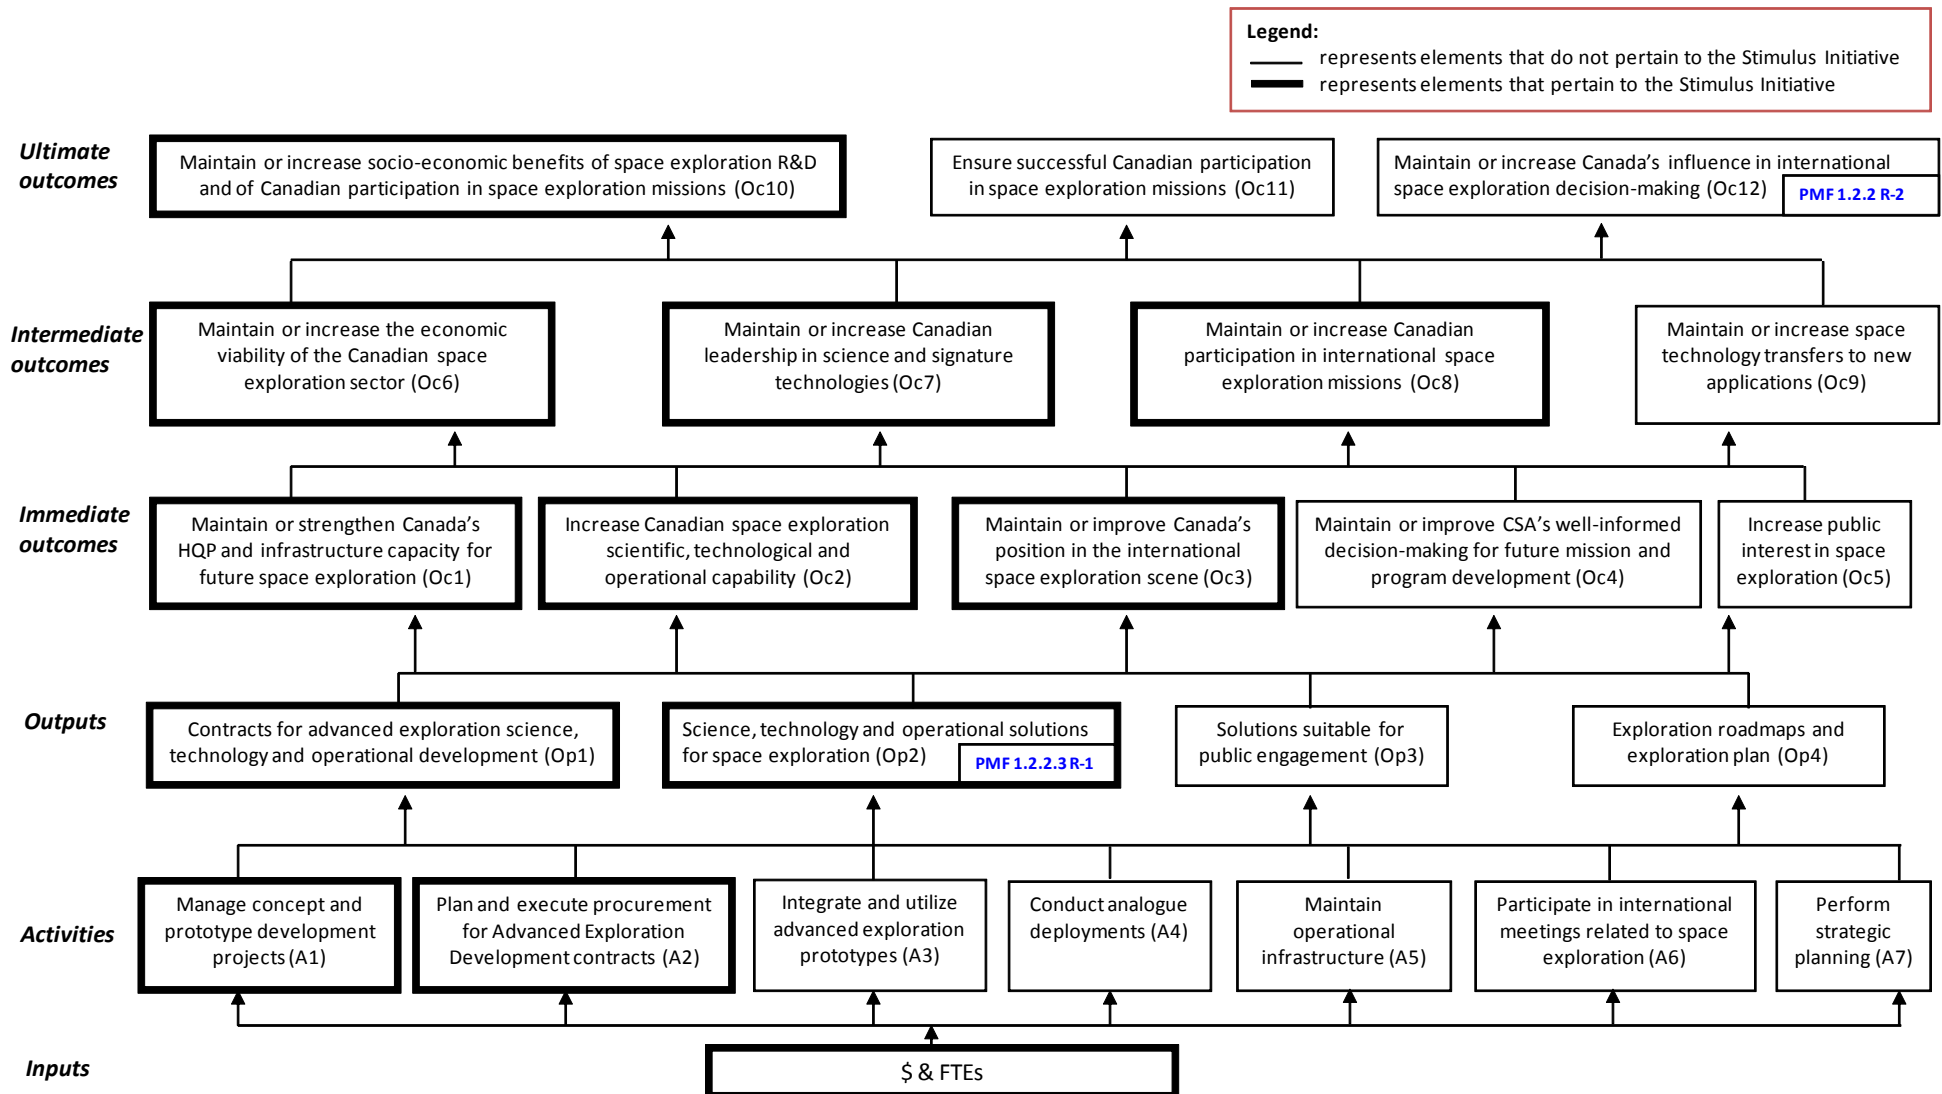 Legend:
represents elements that do not pertain to the Stimulus Initiative
represents elements that pertain to the Stimulus Initiative
Ultimate
outcomes
Maintain or increase socio-economic benefits of space exploration R&D
and of Canadian participation in space exploration missions (Oc10)
Ensure successful Canadian participation
in space exploration missions (Oc11)
Maintain or increase Canada's influence in international
space exploration decision-making (Oc12)
PMF 1.2.2 R-2
Intermediate
outcomes
Maintain or increase the economic
viability of the Canadian space
exploration sector (Oc6)
Maintain or increase Canadian
leadership in science and signature
technologies (Oc7)
Maintain or increase Canadian
participation in international space
exploration missions (Oc8)
Maintain or increase space
technology transfers to new
applications (Oc9)
Immediate
outcomes
Maintain or strengthen Canada's
HQP and infrastructure capacity for
future space exploration (Oc1)
Increase Canadian space exploration
scientific, technological and
operational capability (Oc2)
Maintain or improve Canada's
position in the international
space exploration scene (Oc3)
Maintain or improve CSA's well-informed
decision-making for future mission and
program development (Oc4)
Increase public
interest in space
exploration (Oc5)
Outputs
Contracts for advanced exploration science,
technology and operational development (Op1)
Science, technology and operational solutions
for space exploration (Op2)
PMF 1.2.2.3 R-1
Solutions suitable for
public engagement (Op3)
Exploration roadmaps and
exploration plan (Op4)
Activities
Manage concept and
prototype development
projects (A1)
Plan and execute procurement
for Advanced Exploration
Development contracts (A2)
Integrate and utilize
advanced exploration
prototypes (A3)
Conduct analogue
deployments (A4)
Maintain
operational
infrastructure (A5)
Participate in international
meetings related to space
exploration (A6)
Perform
strategic
planning (A7)
Inputs
$ & FTEs